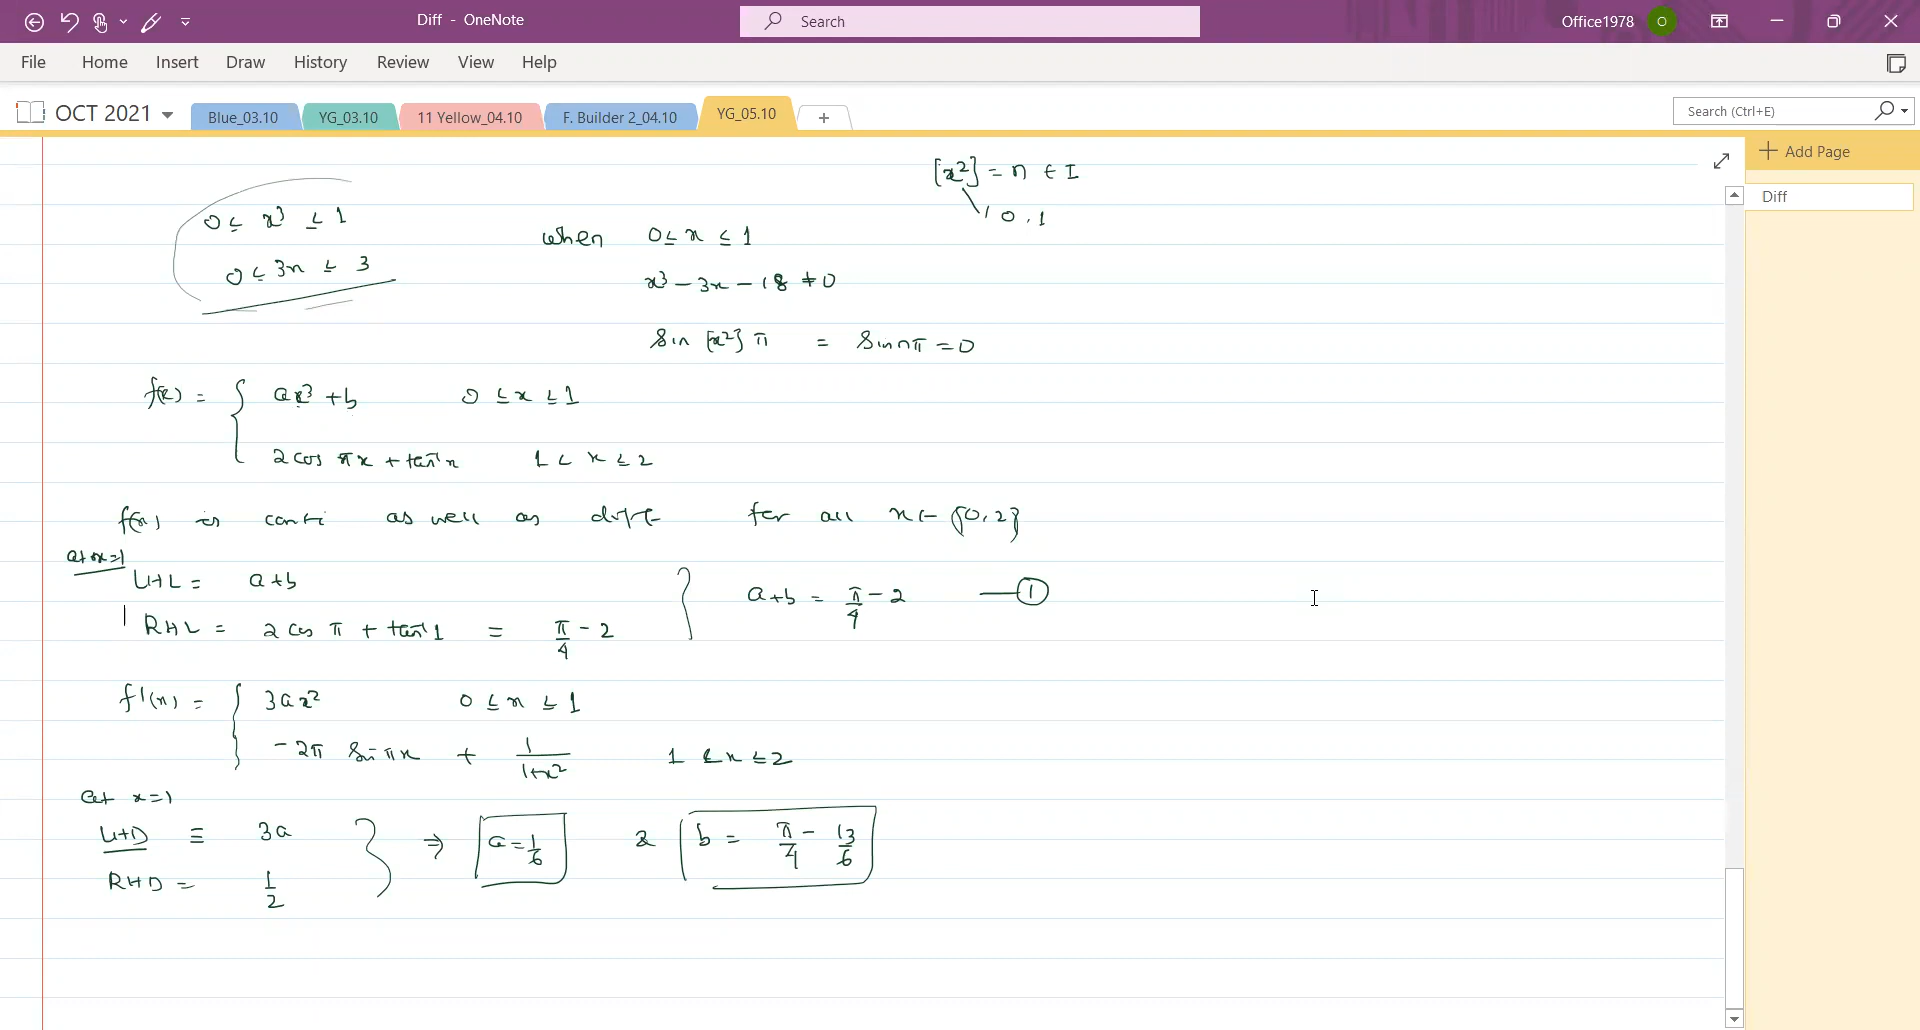 Diff - OneNote
Search
Office1978
O
File Home Insert Draw History Review View Help
OCT 2021
Blue_03.10
YG_03.10
11 Yellow_04.10
F. Builder 2_04.10
YG_05.10
+
Search (Ctrl+E)
Add Page
Diff
[x²] = n ∈ I
0, 1
0 ≤ x³ ≤ 1
0 ≤ 3x ≤ 3
when 0 ≤ x ≤ 1
x³ - 3x - 18 ≠ 0
sin [x²] π = sin nπ = 0
f(x) = { ax³ + b 0 ≤ x ≤ 1
2 cos πx + tan⁻¹x 1 < x ≤ 2
f(x) is conti as well as diff for all x ∈ [0, 2]
at x=1
LHL = a+b
RHL = 2 cos π + tan⁻¹1 = π/4 - 2
a+b = π/4 - 2 — ①
f'(x) = { 3ax² 0 ≤ x ≤ 1
-2π sin πx + 1/(1+x²) 1 < x ≤ 2
at x=1
LHD ≡ 3a
RHD = 1/2
⇒ a = 1/6 & b = π/4 - 13/6